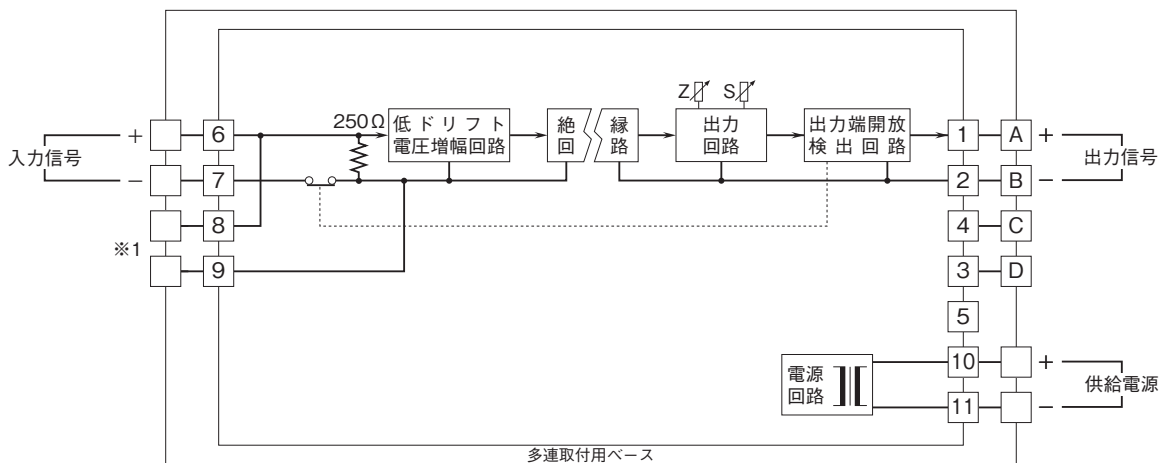 Z S
250Ω
低ドリフト
電圧増幅回路
絶
回
縁
路
出力
回路
出力端開放
検出回路
入力信号
+
−
6
7
8
9
※1
1
2
4
3
5
10
11
A
B
C
D
+
−
出力信号
電源
回路
+
−
供給電源
多連取付用ベース